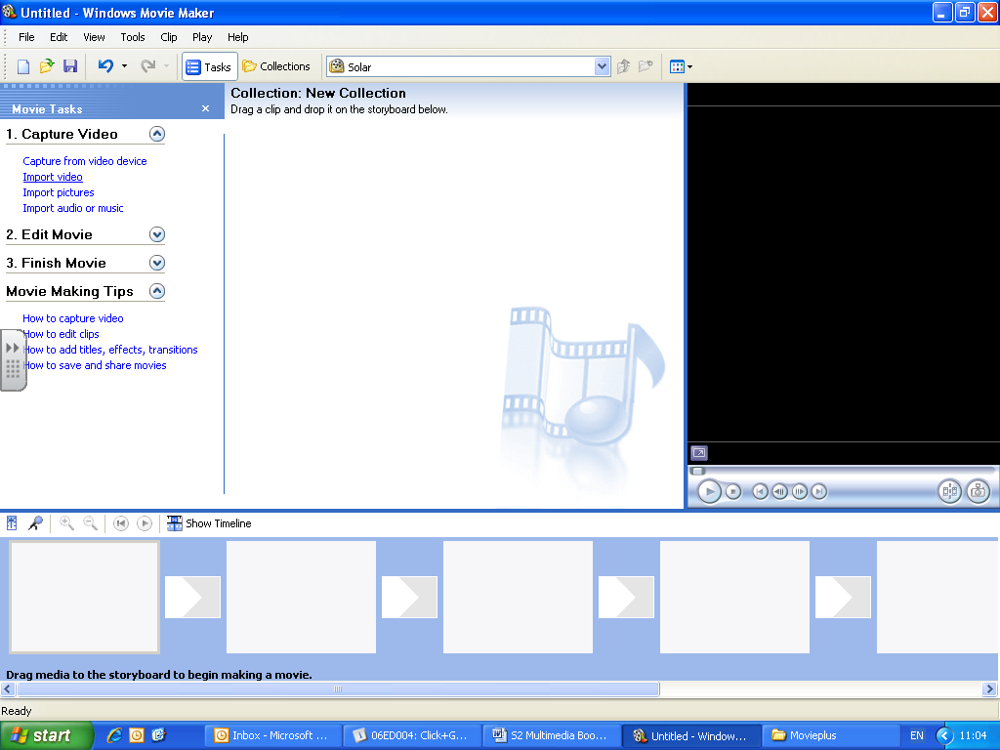 Untitled - Windows Movie Maker
File Edit View Tools Clip Play Help
Tasks Collections Solar
Movie Tasks
Collection: New Collection
Drag a clip and drop it on the storyboard below.
1. Capture Video
Capture from video device
Import video
Import pictures
Import audio or music
2. Edit Movie
3. Finish Movie
Movie Making Tips
How to capture video
How to edit clips
How to add titles, effects, transitions
How to save and share movies
Show Timeline
Drag media to the storyboard to begin making a movie.
Ready
start Inbox - Microsoft ... 06ED004: Click+G... S2 Multimedia Boo... Untitled - Window... Movieplus EN 11:04